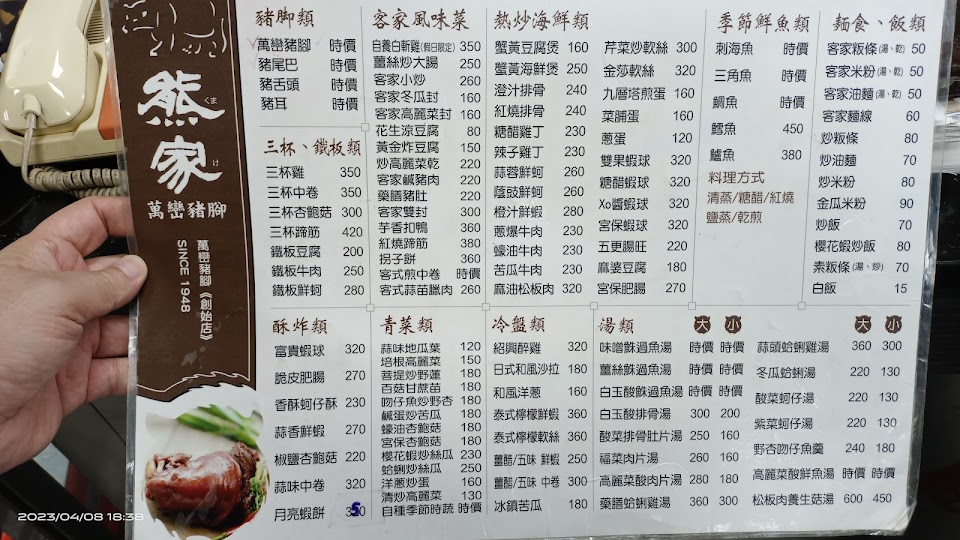 熊家
くま
け
萬巒豬腳
萬巒豬腳《創始店》
SINCE 1948
豬腳類
萬巒豬腳 時價
豬尾巴 時價
豬舌頭 時價
豬耳 時價
三杯、鐵板類
三杯雞 350
三杯中卷 350
三杯杏鮑菇 300
三杯蹄筋 420
鐵板豆腐 200
鐵板牛肉 250
鐵板鮮蚵 280
客家風味菜
自養白斬雞(假日限定) 350
薑絲炒大腸 250
客家小炒 260
客家冬瓜封 160
客家高麗菜封 160
花生涼豆腐 80
黃金炸豆腐 150
炒高麗菜乾 220
客家鹹豬肉 220
藥膳豬肚 220
客家雙封 300
芋香扣鴨 360
紅燒蹄筋 380
拐子餅 360
客式煎中卷 時價
客式蒜苗臘肉 260
熱炒海鮮類
蟹黃豆腐煲 160
蟹黃海鮮煲 250
澄汁排骨 240
紅燒排骨 240
糖醋雞丁 230
辣子雞丁 230
蒜蓉鮮蚵 260
蔭豉鮮蚵 260
橙汁鮮蝦 280
蔥爆牛肉 230
蠔油牛肉 230
苦瓜牛肉 230
麻油松板肉 320
芹菜炒軟絲 300
金莎軟絲 320
九層塔煎蛋 160
菜脯蛋 160
蔥蛋 120
雙果蝦球 320
糖醋蝦球 320
Xo醬蝦球 320
宮保蝦球 320
五更腸旺 220
麻婆豆腐 180
宮保肥腸 270
季節鮮魚類
刺海魚 時價
三角魚 時價
鯛魚 時價
鱈魚 450
鱸魚 380
料理方式
清蒸/糖醋/紅燒
鹽蒸/乾煎
麵食、飯類
客家粄條(湯、乾) 50
客家米粉(湯、乾) 50
客家油麵(湯、乾) 50
客家麵線 60
炒粄條 80
炒油麵 70
炒米粉 80
金瓜米粉 90
炒飯 70
櫻花蝦炒飯 80
素粄條(湯、炒) 70
白飯 15
酥炸類
富貴蝦球 320
脆皮肥腸 270
香酥蚵仔酥 230
蒜香鮮蝦 270
椒鹽杏鮑菇 220
蒜味中卷 320
月亮蝦餅 350
青菜類
蒜味地瓜葉 120
培根高麗菜 150
菩提炒野蓮 180
百菇甘蔗苗 180
吻仔魚炒野杏 180
鹹蛋炒苦瓜 180
蠔油杏鮑菇 180
宮保杏鮑菇 180
櫻花蝦炒絲瓜 230
蛤蜊炒絲瓜 250
洋蔥炒蛋 160
清炒高麗菜 130
自種季節時蔬 時價
冷盤類
紹興醉雞 320
日式和風沙拉 180
和風洋蔥 180
泰式檸檬鮮蝦 360
泰式檸檬軟絲 360
薑醋/五味 鮮蝦 250
薑醋/五味 中卷 300
冰鎮苦瓜 180
湯類 大 小
味噌鮢過魚湯 時價 時價
薑絲鮢過魚湯 時價 時價
白玉酸鮢過魚湯 時價 時價
白玉酸排骨湯 300 200
酸菜排骨肚片湯 250 160
福菜肉片湯 260 160
高麗菜酸肉片湯 280 180
藥膳蛤蜊雞湯 360 300
大 小
蒜頭蛤蜊雞湯 360 300
冬瓜蛤蜊湯 220 130
酸菜蚵仔湯 220 130
紫菜蚵仔湯 220 130
野杏吻仔魚羹 240 180
高麗菜酸鮮魚湯 時價 時價
松板肉養生菇湯 600 450
2023/04/08 18:38